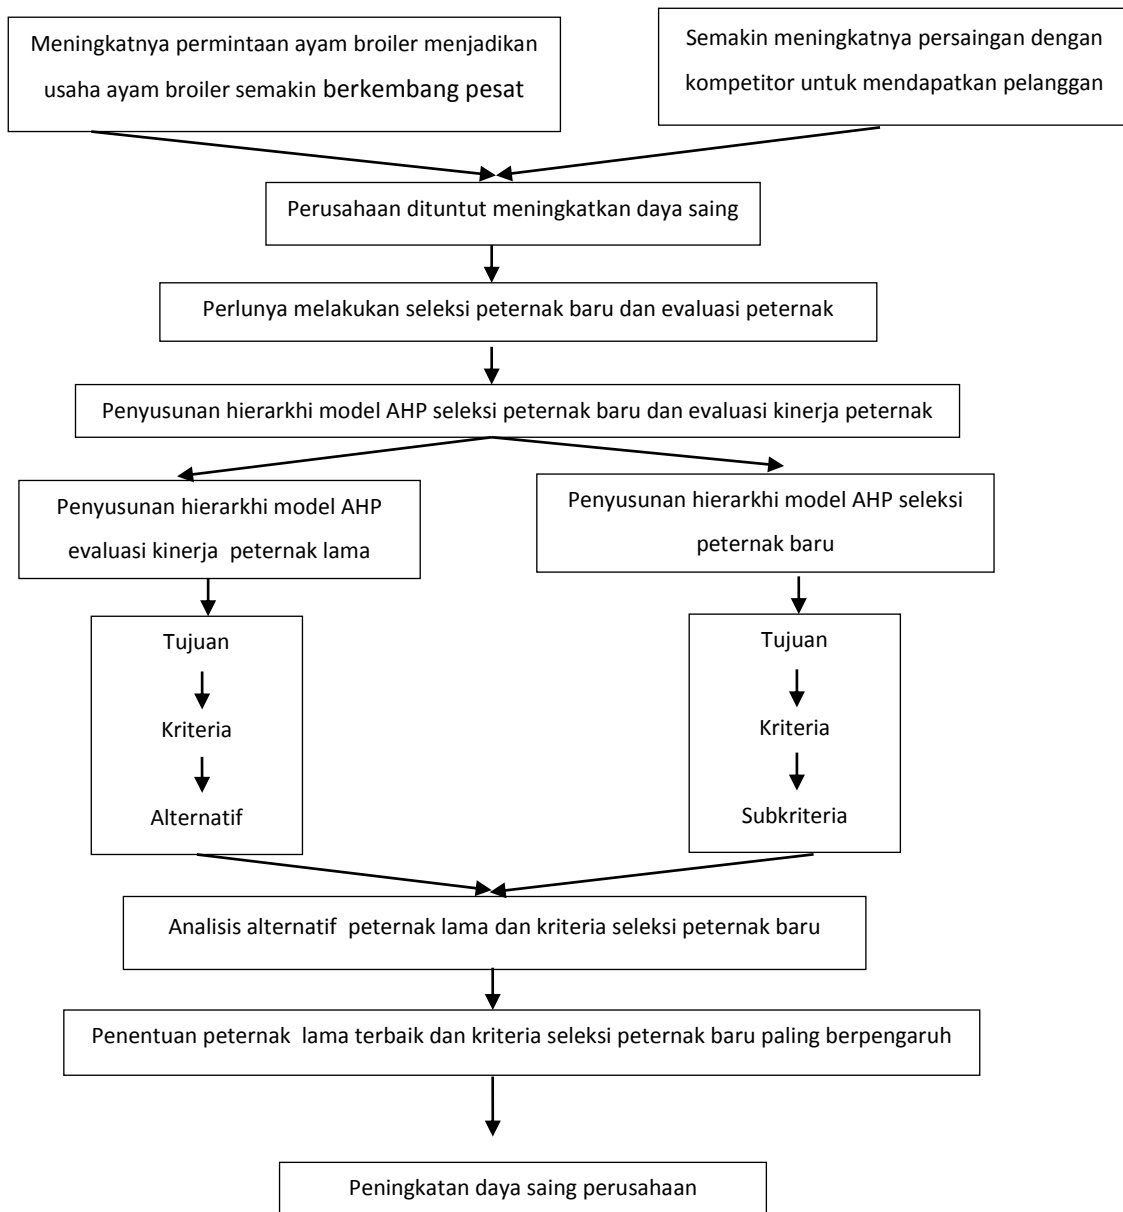 Meningkatnya permintaan ayam broiler menjadikan
usaha ayam broiler semakin berkembang pesat
Semakin meningkatnya persaingan dengan
kompetitor untuk mendapatkan pelanggan
Perusahaan dituntut meningkatkan daya saing
Perlunya melakukan seleksi peternak baru dan evaluasi peternak
Penyusunan hierarkhi model AHP seleksi peternak baru dan evaluasi kinerja peternak
Penyusunan hierarkhi model AHP
evaluasi kinerja peternak lama
Penyusunan hierarkhi model AHP seleksi
peternak baru
Tujuan
Kriteria
Alternatif
Tujuan
Kriteria
Subkriteria
Analisis alternatif peternak lama dan kriteria seleksi peternak baru
Penentuan peternak lama terbaik dan kriteria seleksi peternak baru paling berpengaruh
Peningkatan daya saing perusahaan